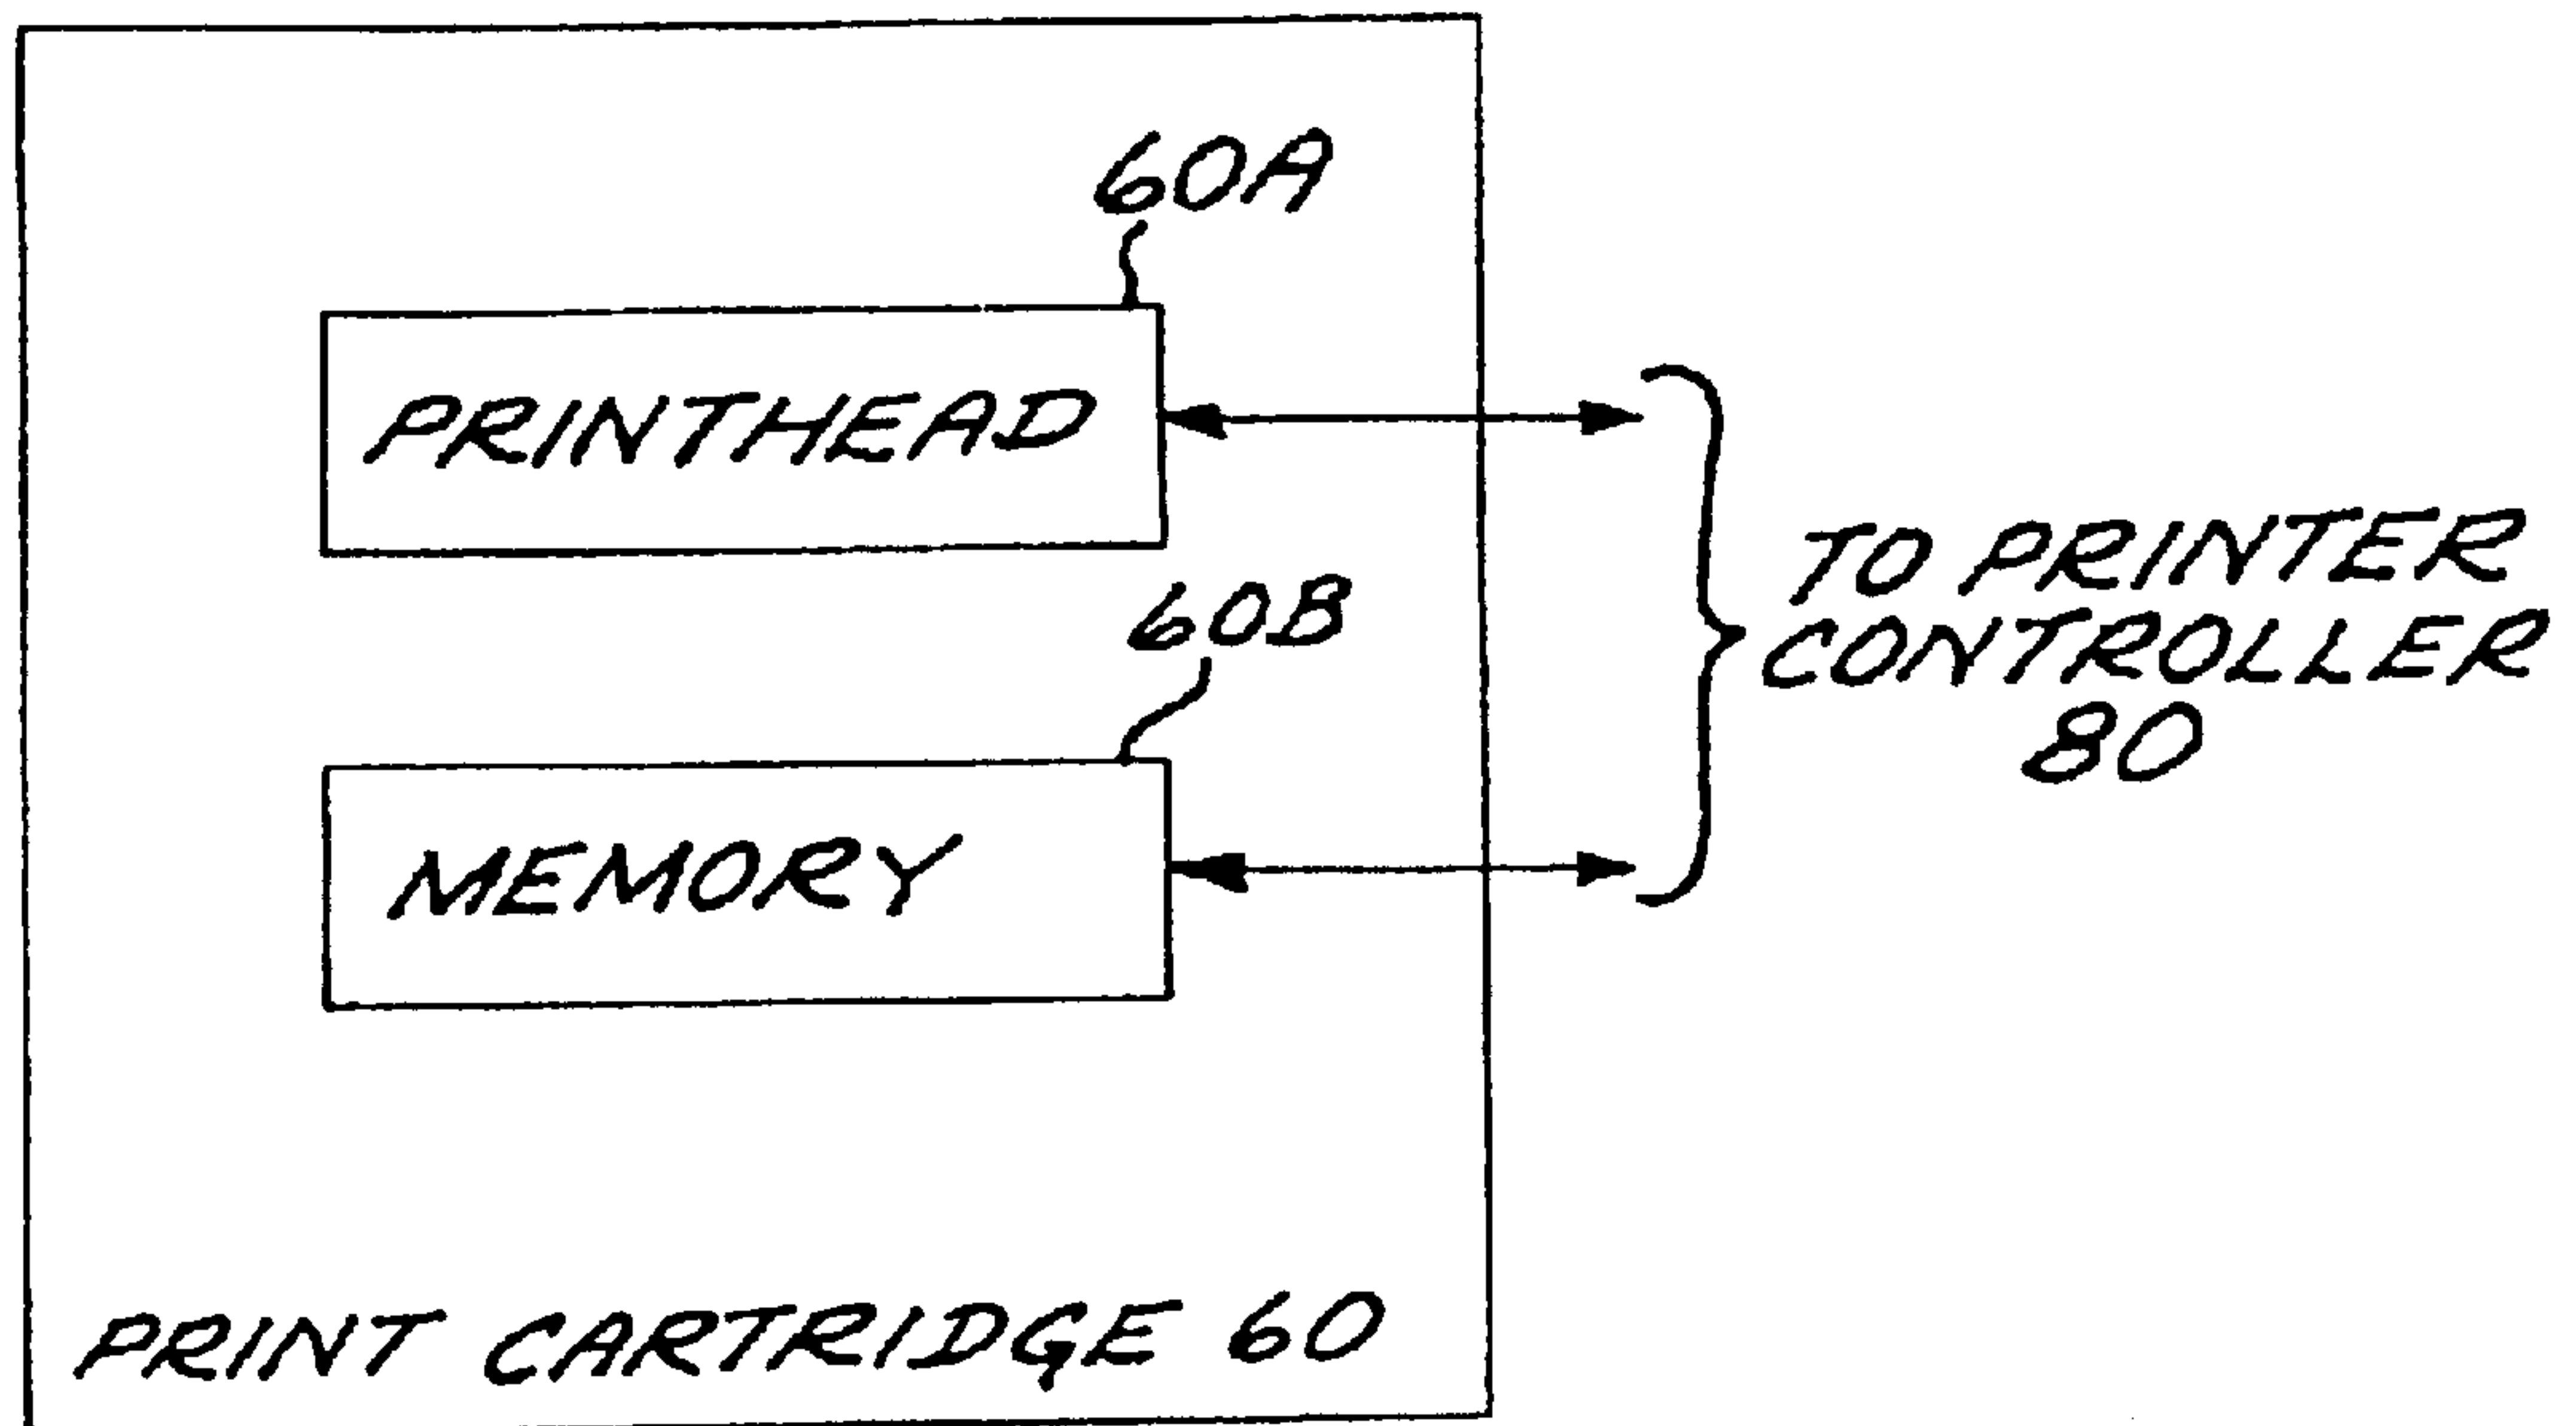 60A
PRINTHEAD
60B
MEMORY
TO PRINTER
CONTROLLER
80
PRINT CARTRIDGE 60